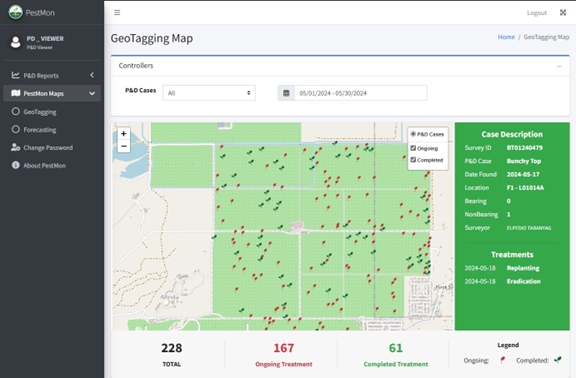 PestMon
Logout
PD_VIEWER
P&D Viewer
P&D Reports
PestMon Maps
GeoTagging
Forecasting
Change Password
About PestMon
GeoTagging Map
Home / GeoTagging Map
Controllers
P&D Cases
All
05/01/2024 - 05/30/2024
+
−
P&D Cases
Ongoing
Completed
Case Description
Survey ID BT01240479
P&D Case Bunchy Top
Date Found 2024-05-17
Location F1 - L01014A
Bearing 0
NonBearing 1
Surveyor ELPIDIO TABANYAG
Treatments
2024-05-18 Replanting
2024-05-18 Eradication
228
TOTAL
167
Ongoing Treatment
61
Completed Treatment
Legend
Ongoing:
Completed: